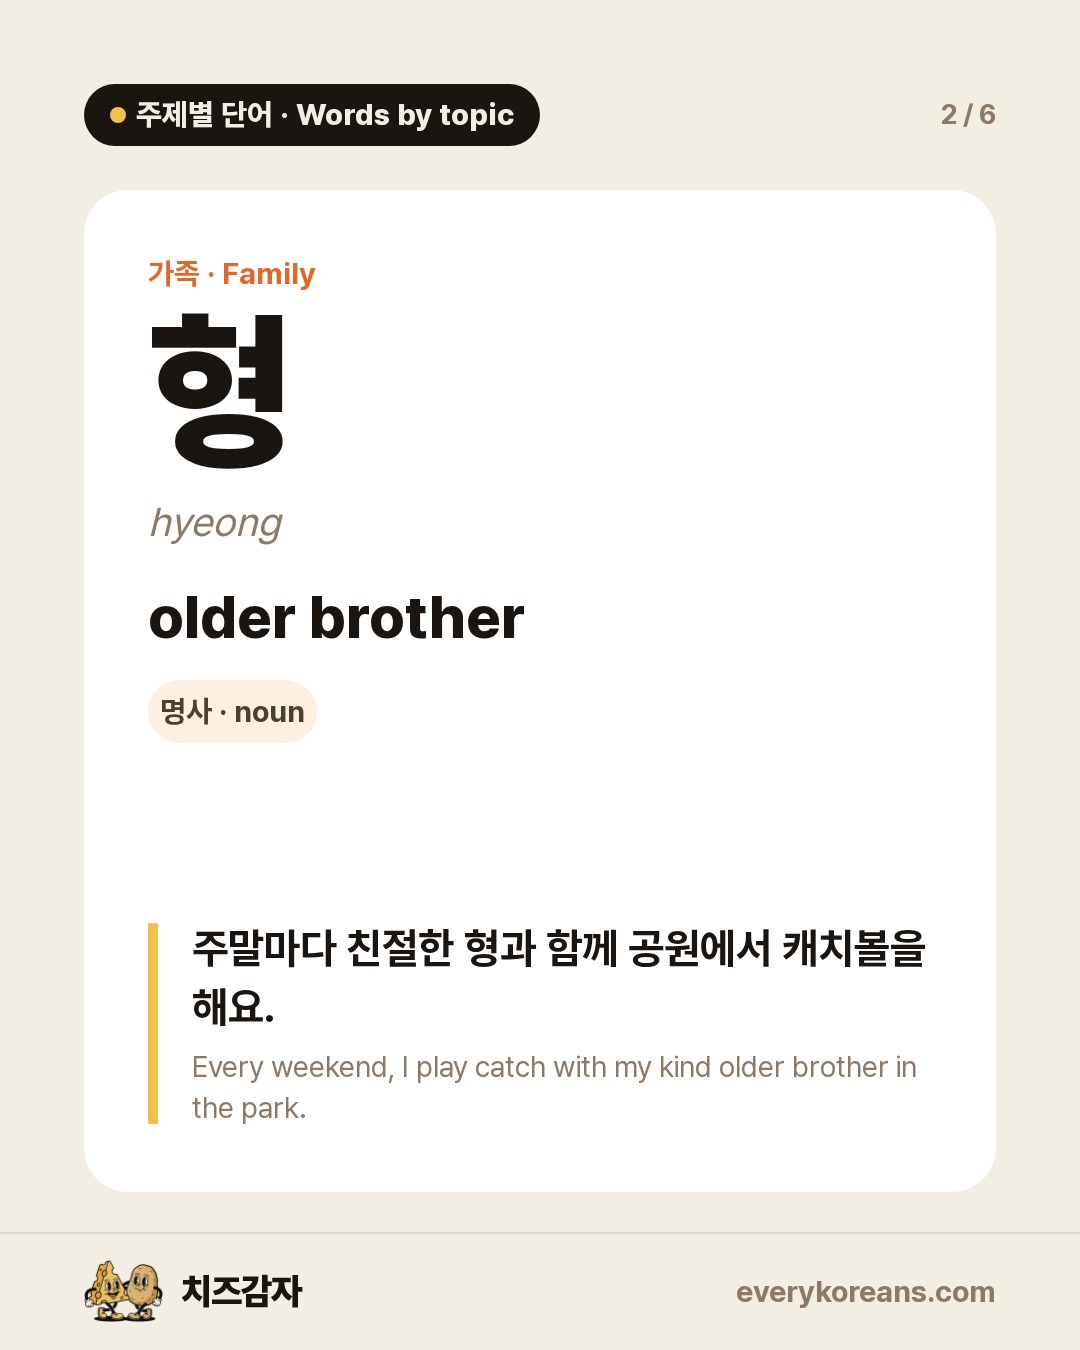 주제별 단어 · Words by topic
2 / 6
가족 · Family
형
hyeong
older brother
명사 · noun
주말마다 친절한 형과 함께 공원에서 캐치볼을
해요.
Every weekend, I play catch with my kind older brother in
the park.
치즈감자
everykoreans.com